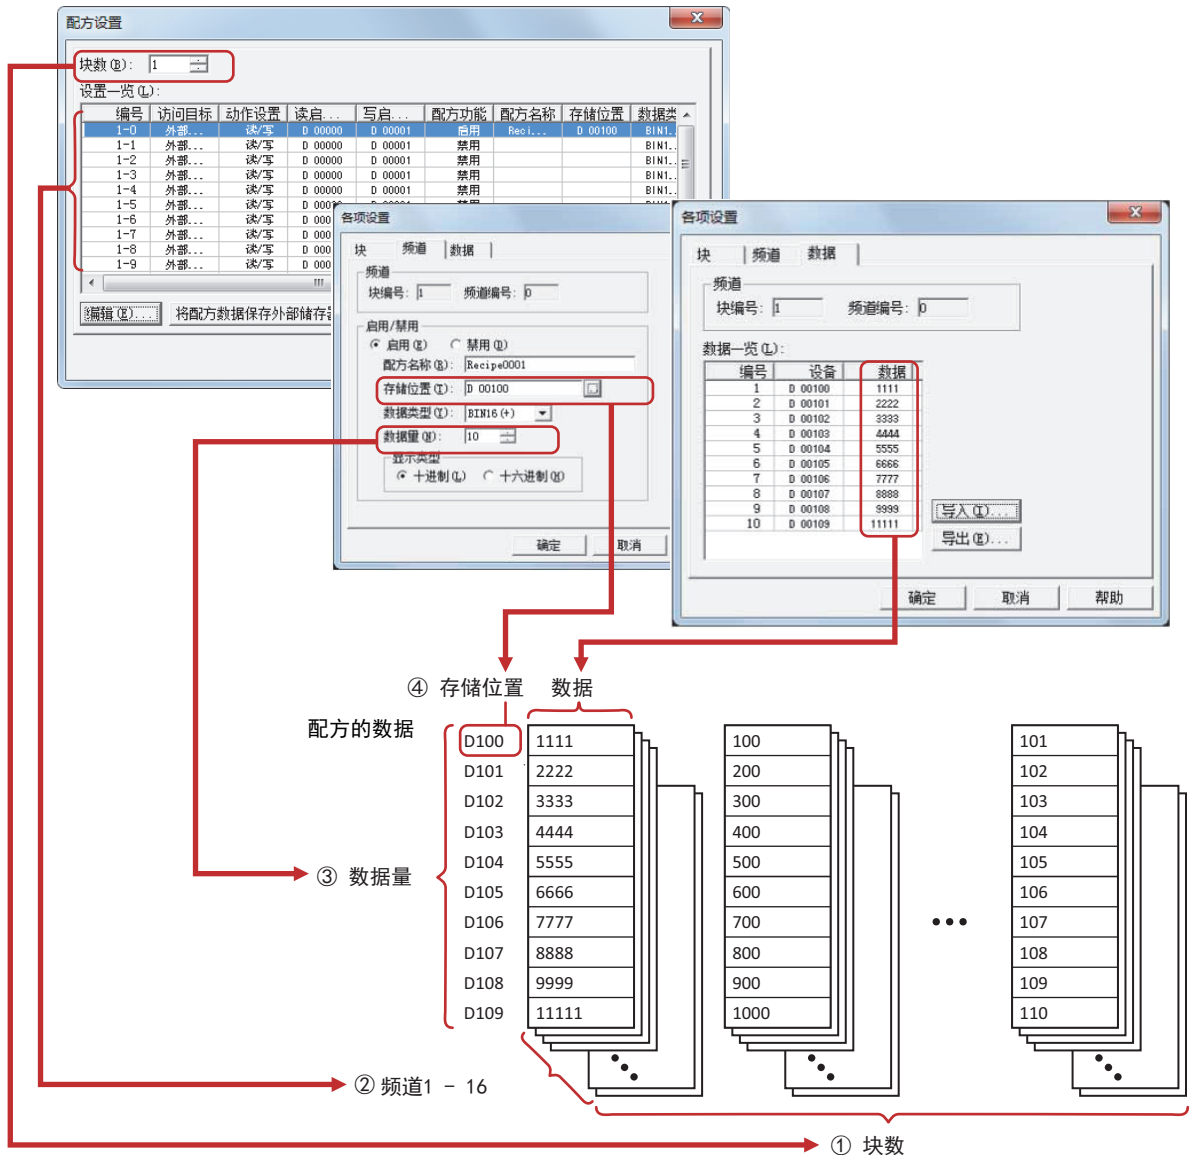 配方设置
块数(B): 1
设置一览(L):
编号 访问目标 动作设置 读启... 写启... 配方功能 配方名称 存储位置 数据类
1-0 外部... 读/写 D 00000 D 00001 启用 Reci... D 00100 BIN1..
1-1 外部... 读/写 D 00000 D 00001 禁用 BIN1..
1-2 外部... 读/写 D 00000 D 00001 禁用 BIN1..
1-3 外部... 读/写 D 00000 D 00001 禁用 BIN1..
1-4 外部... 读/写 D 00000 D 00001 禁用 BIN1..
1-5 外部... 读/写
1-6 外部... 读/写 D 000
1-7 外部... 读/写 D 000
1-8 外部... 读/写 D 000
1-9 外部... 读/写 D 000
编辑(E)... 将配方数据保存外部储存
各项设置
块 频道 数据
频道
块编号: 1 频道编号: 0
启用/禁用
启用(E) 禁用(D)
配方名称(R): Recipe0001
存储位置(T): D 00100
数据类型(Y): BIN16(+)
数据量(N): 10
显示类型
十进制(L) 十六进制(H)
确定 取消
各项设置
块 频道 数据
频道
块编号: 1 频道编号: 0
数据一览(L):
编号 设备 数据
1 D 00100 1111
2 D 00101 2222
3 D 00102 3333
4 D 00103 4444
5 D 00104 5555
6 D 00105 6666
7 D 00106 7777
8 D 00107 8888
9 D 00108 9999
10 D 00109 11111
导入(I)...
导出(E)...
确定 取消 帮助
④ 存储位置 数据
配方的数据
D100 1111 100 101
D101 2222 200 102
D102 3333 300 103
D103 4444 400 104
D104 5555 500 105
③ 数据量
D105 6666 600 106
D106 7777 700 ••• 107
D107 8888 800 108
D108 9999 900 109
D109 11111 1000 110
② 频道1 - 16
① 块数